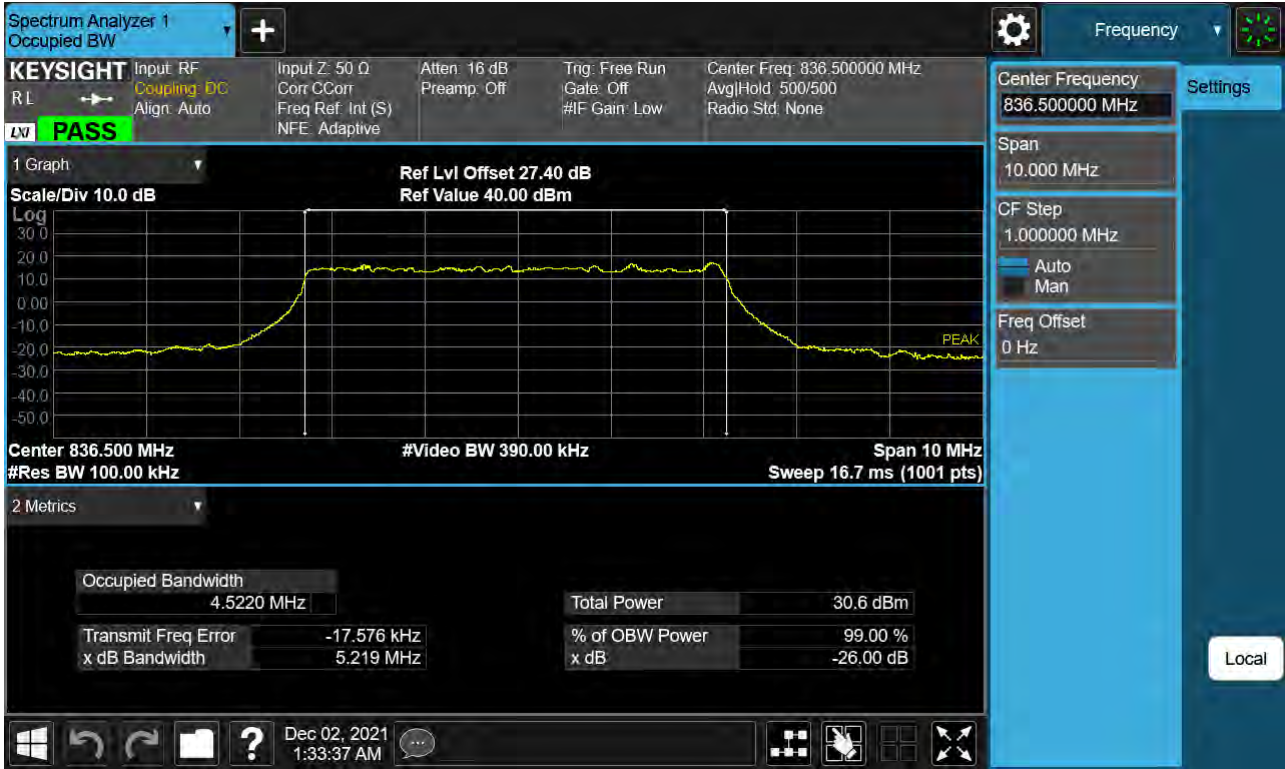 Spectrum Analyzer 1
Occupied BW
+
Frequency
KEYSIGHT
R L
LXI
PASS
Input: RF
Coupling: DC
Align: Auto
Input Z: 50 Ω
Corr CCorr
Freq Ref: Int (S)
NFE: Adaptive
Atten: 16 dB
Preamp: Off
Trig: Free Run
Gate: Off
#IF Gain: Low
Center Freq: 836.500000 MHz
Avg|Hold: 500/500
Radio Std: None
1 Graph
Scale/Div 10.0 dB
Ref Lvl Offset 27.40 dB
Ref Value 40.00 dBm
Log
30.0
20.0
10.0
0.00
-10.0
-20.0
-30.0
-40.0
-50.0
PEAK
Center 836.500 MHz
#Video BW 390.00 kHz
Span 10 MHz
#Res BW 100.00 kHz
Sweep 16.7 ms (1001 pts)
2 Metrics
Occupied Bandwidth
4.5220 MHz
Transmit Freq Error -17.576 kHz
x dB Bandwidth 5.219 MHz
Total Power 30.6 dBm
% of OBW Power 99.00 %
x dB -26.00 dB
Center Frequency
836.500000 MHz
Span
10.000 MHz
CF Step
1.000000 MHz
Auto
Man
Freq Offset
0 Hz
Settings
Local
?
Dec 02, 2021
1:33:37 AM